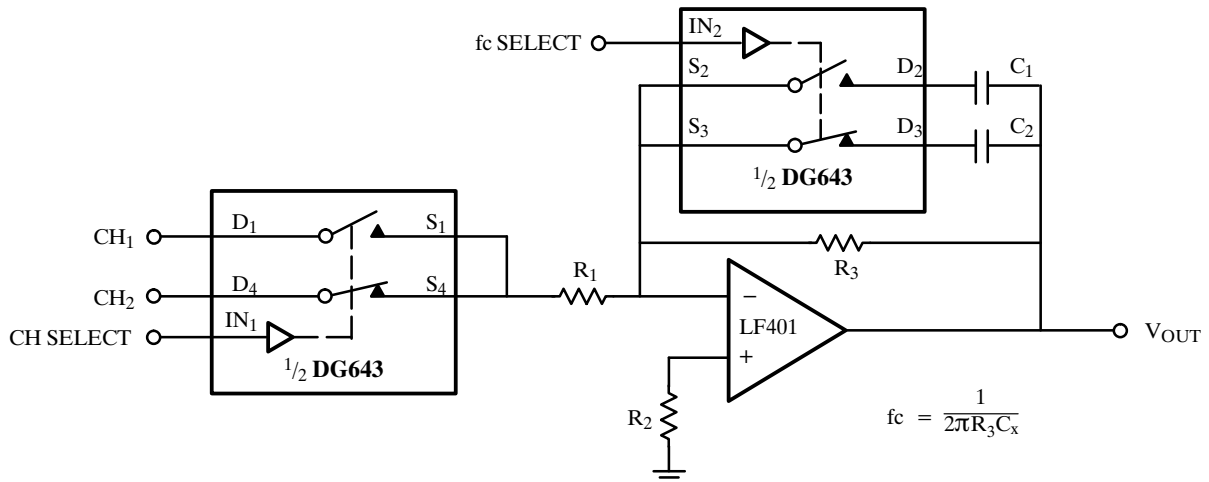 IN₂
fc SELECT
S₂ D₂ C₁
S₃ D₃ C₂
¹/₂ DG643
CH₁ D₁ S₁
CH₂ D₄ S₄
CH SELECT IN₁
¹/₂ DG643
R₁
R₃
−
LF401
+
V_OUT
R₂
fc = 1
2πR₃Cₓ